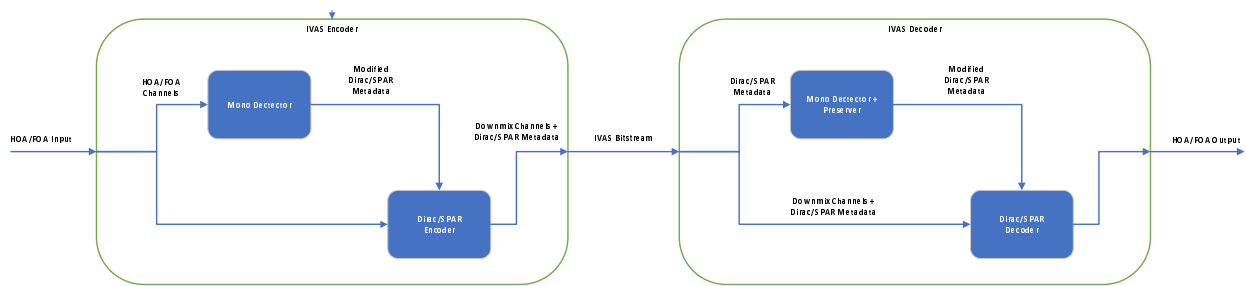 IVAS Encoder
HOA/FOA
Channels
Mono Dectector
Modified
Dirac/SPAR
Metadata
HOA/FOA Input
Dirac/SPAR
Encoder
Downmix Channels +
Dirac/SPAR Metadata
IVAS Bitstream
IVAS Decoder
Dirac/SPAR
Metadata
Mono Dectector +
Preserver
Modified
Dirac/SPAR
Metadata
Downmix Channels +
Dirac/SPAR Metadata
Dirac/SPAR
Decoder
HOA/FOA Output